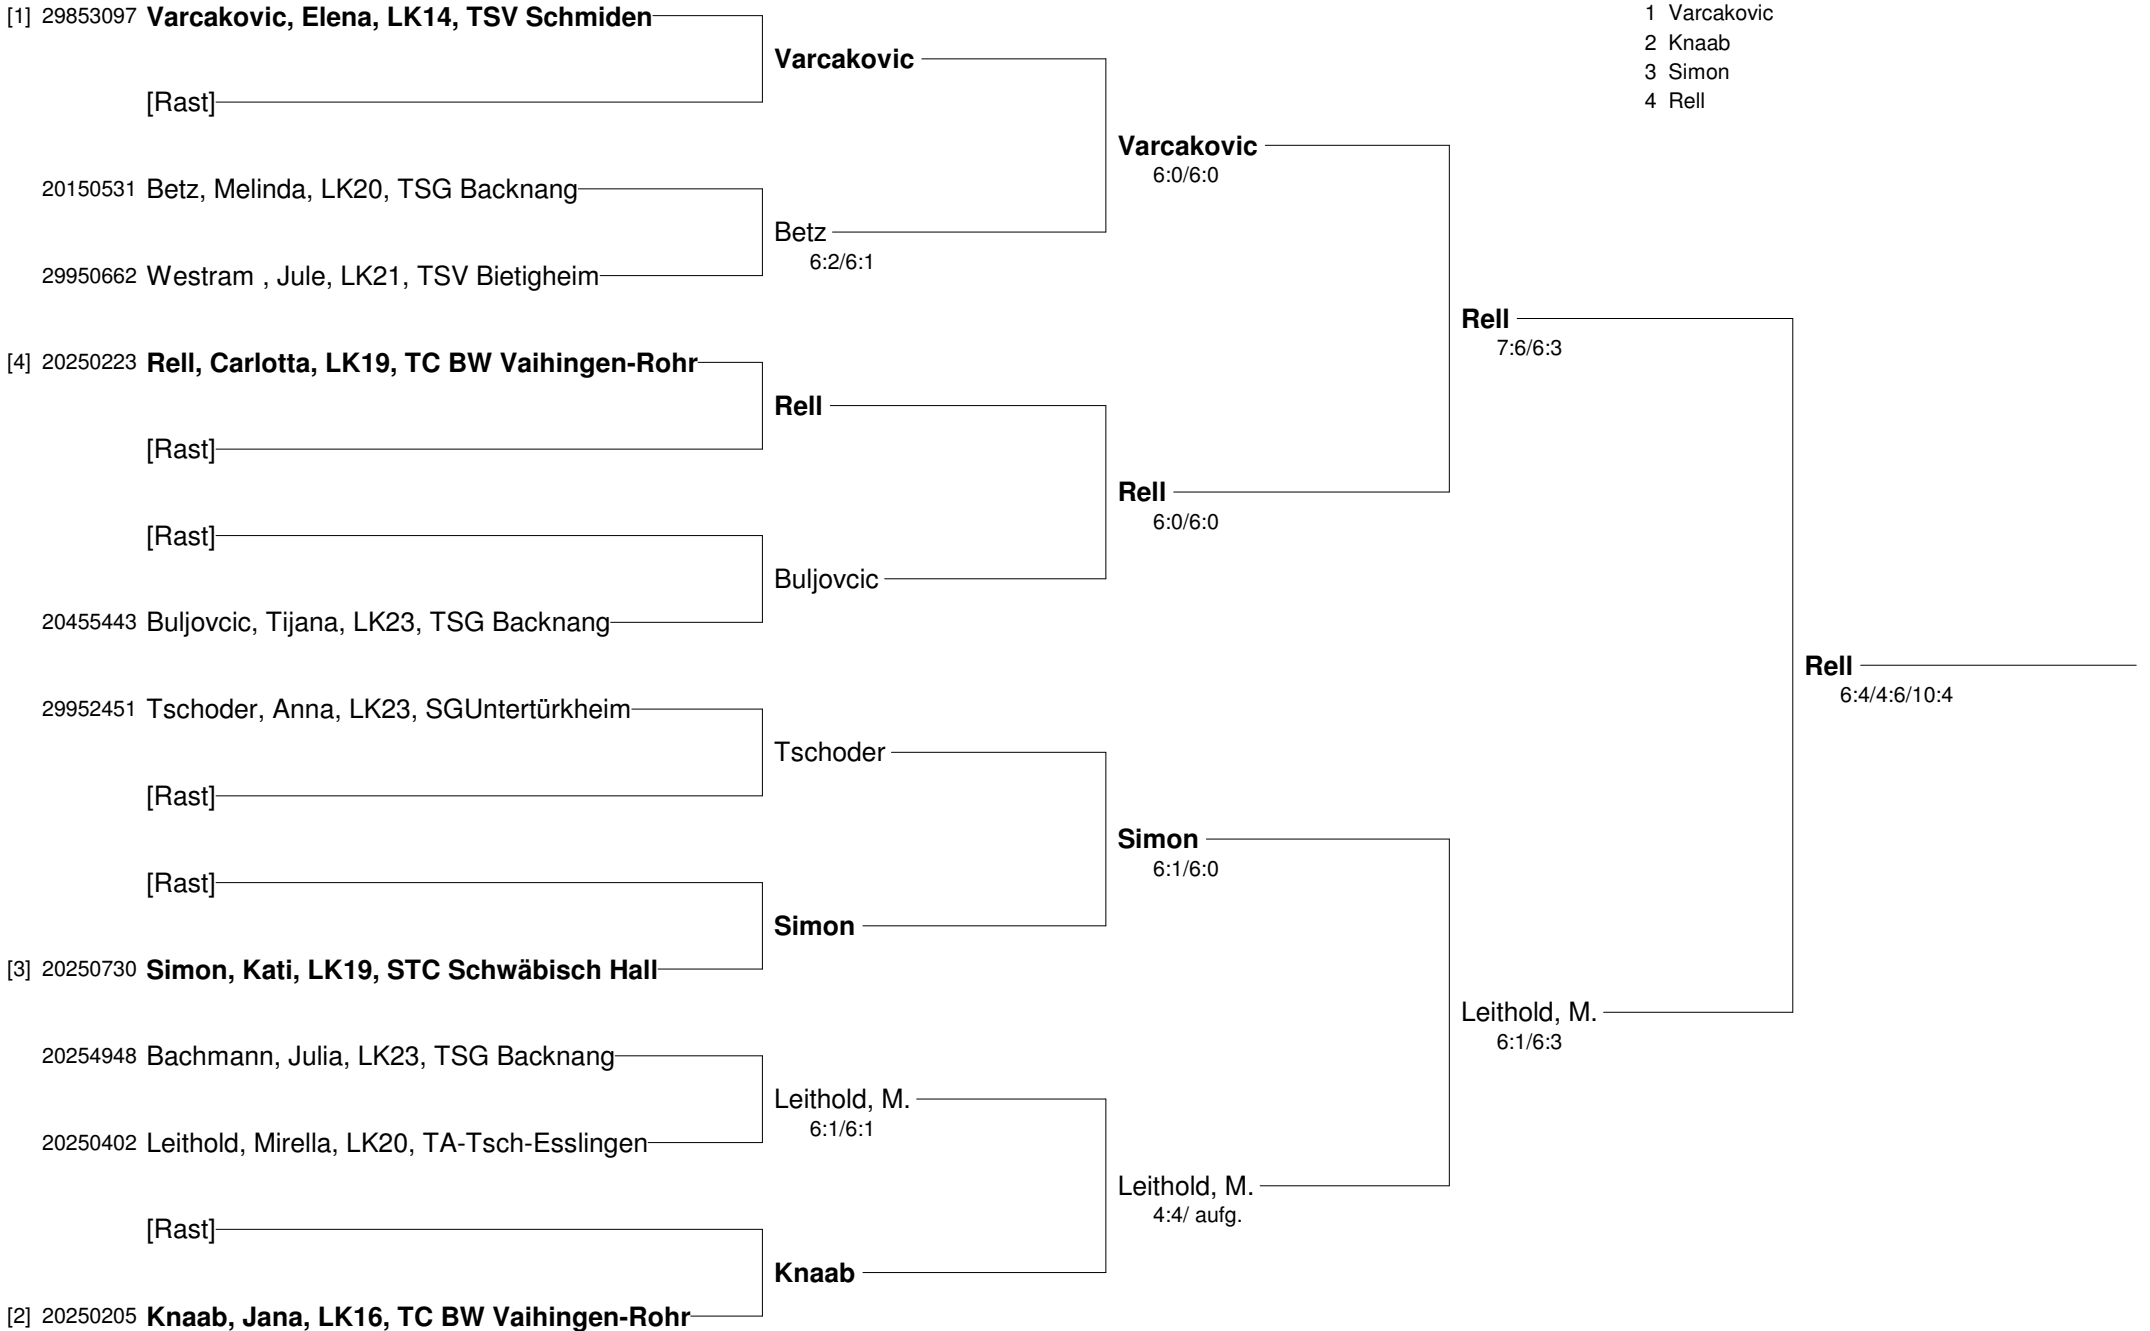 [1] 29853097 Varcakovic, Elena, LK14, TSV Schmiden
[Rast]
20150531 Betz, Melinda, LK20, TSG Backnang
29950662 Westram , Jule, LK21, TSV Bietigheim
[4] 20250223 Rell, Carlotta, LK19, TC BW Vaihingen-Rohr
[Rast]
[Rast]
20455443 Buljovcic, Tijana, LK23, TSG Backnang
29952451 Tschoder, Anna, LK23, SGUntertürkheim
[Rast]
[Rast]
[3] 20250730 Simon, Kati, LK19, STC Schwäbisch Hall
20254948 Bachmann, Julia, LK23, TSG Backnang
20250402 Leithold, Mirella, LK20, TA-Tsch-Esslingen
[Rast]
[2] 20250205 Knaab, Jana, LK16, TC BW Vaihingen-Rohr
Varcakovic
Betz
6:2/6:1
Rell
Buljovcic
Tschoder
Simon
Leithold, M.
6:1/6:1
Knaab
Varcakovic
6:0/6:0
Rell
6:0/6:0
Simon
6:1/6:0
Leithold, M.
4:4/ aufg.
Rell
7:6/6:3
Leithold, M.
6:1/6:3
Rell
6:4/4:6/10:4
1 Varcakovic
2 Knaab
3 Simon
4 Rell